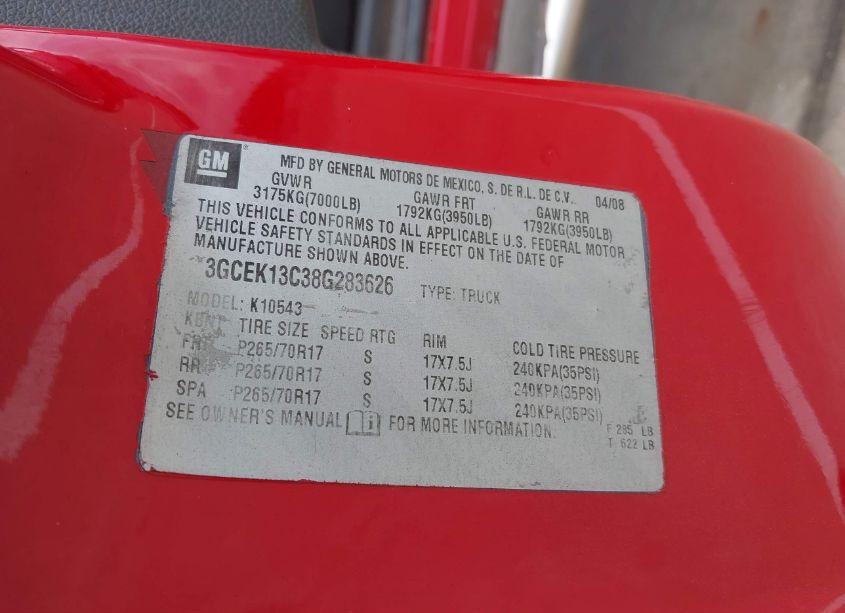 GM
MFD BY GENERAL MOTORS DE MEXICO, S. DE R.L. DE C.V. 04/08
GVWR GAWR FRT GAWR RR
3175KG(7000LB) 1792KG(3950LB) 1792KG(3950LB)
THIS VEHICLE CONFORMS TO ALL APPLICABLE U.S. FEDERAL MOTOR
VEHICLE SAFETY STANDARDS IN EFFECT ON THE DATE OF
MANUFACTURE SHOWN ABOVE.
3GCEK13C38G283626 TYPE: TRUCK
MODEL: K10543
TIRE SIZE SPEED RTG RIM COLD TIRE PRESSURE
FRT P265/70R17 S 17X7.5J 240KPA(35PSI)
RR P265/70R17 S 17X7.5J 240KPA(35PSI)
SPA P265/70R17 S 17X7.5J 240KPA(35PSI)
SEE OWNER'S MANUAL FOR MORE INFORMATION.
F 285 LB
T 622 LB